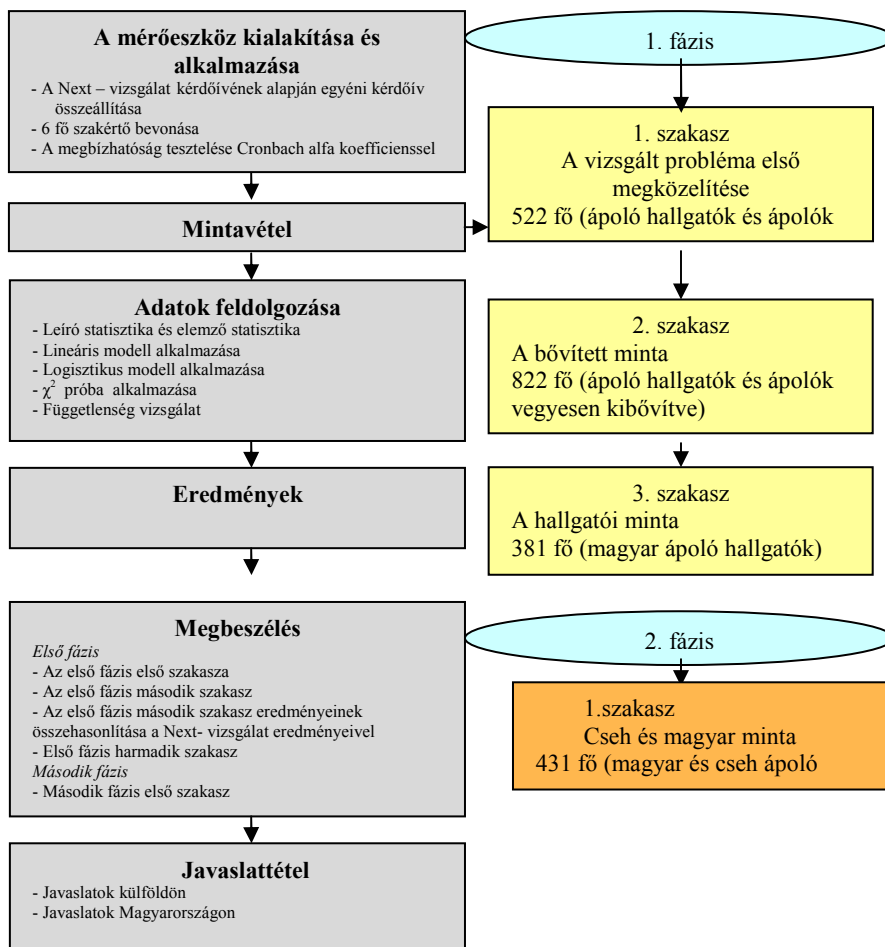 A mérőeszköz kialakítása és
alkalmazása
- A Next – vizsgálat kérdőívének alapján egyéni kérdőív
összeállítása
- 6 fő szakértő bevonása
- A megbízhatóság tesztelése Cronbach alfa koefficienssel
Mintavétel
Adatok feldolgozása
- Leíró statisztika és elemző statisztika
- Lineáris modell alkalmazása
- Logisztikus modell alkalmazása
- χ² próba alkalmazása
- Függetlenség vizsgálat
Eredmények
Megbeszélés
Első fázis
- Az első fázis első szakasza
- Az első fázis második szakasz
- Az első fázis második szakasz eredményeinek
összehasonlítása a Next- vizsgálat eredményeivel
- Első fázis harmadik szakasz
Második fázis
- Második fázis első szakasz
Javaslattétel
- Javaslatok külföldön
- Javaslatok Magyarországon
1. fázis
1. szakasz
A vizsgált probléma első
megközelítése
522 fő (ápoló hallgatók és ápolók
2. szakasz
A bővített minta
822 fő (ápoló hallgatók és ápolók
vegyesen kibővítve)
3. szakasz
A hallgatói minta
381 fő (magyar ápoló hallgatók)
2. fázis
1.szakasz
Cseh és magyar minta
431 fő (magyar és cseh ápoló